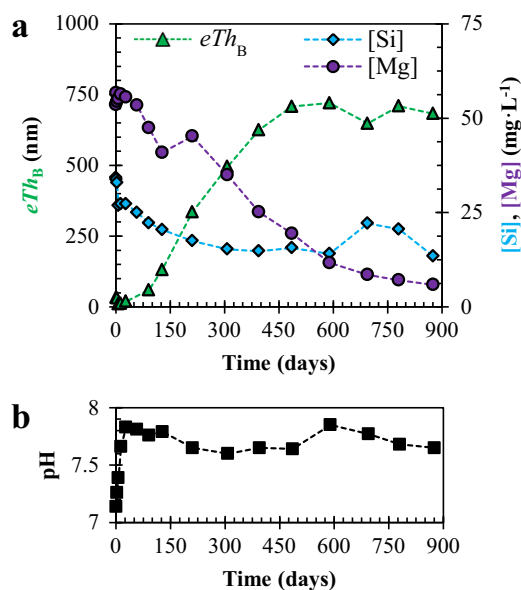 a
eTh_B
[Si]
[Mg]
1000
750
500
250
0
eTh_B (nm)
75
50
25
0
[Si], [Mg] (mg·L⁻¹)
0 150 300 450 600 750 900
Time (days)
b
8
7.5
7
pH
0 150 300 450 600 750 900
Time (days)